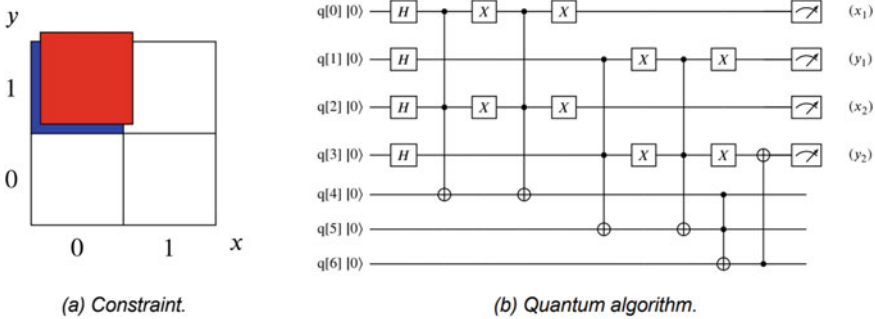 y
1
0
0 1 x
(a) Constraint.
q[0] |0⟩ H X X (x₁)
q[1] |0⟩ H X X (y₁)
q[2] |0⟩ H X X (x₂)
q[3] |0⟩ H X X (y₂)
q[4] |0⟩
q[5] |0⟩
q[6] |0⟩
(b) Quantum algorithm.